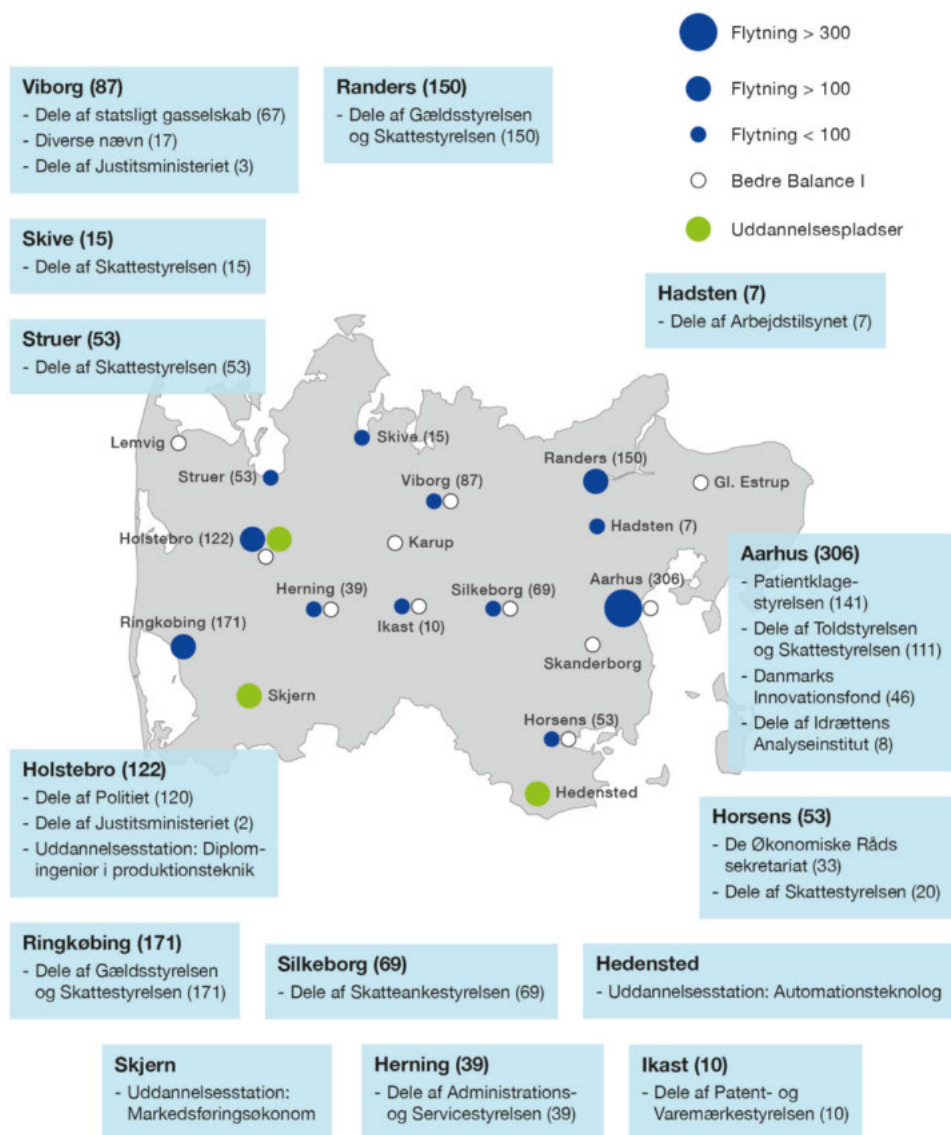 Flytning > 300
Flytning > 100
Flytning < 100
Bedre Balance I
Uddannelsespladser
Viborg (87)
- Dele af statsligt gasselskab (67)
- Diverse nævn (17)
- Dele af Justitsministeriet (3)
Randers (150)
- Dele af Gældsstyrelsen
og Skattestyrelsen (150)
Skive (15)
- Dele af Skattestyrelsen (15)
Hadsten (7)
- Dele af Arbejdstilsynet (7)
Struer (53)
- Dele af Skattestyrelsen (53)
Lemvig
Skive (15)
Struer (53)
Viborg (87)
Randers (150)
Gl. Estrup
Holstebro (122)
Karup
Hadsten (7)
Herning (39)
Ikast (10)
Silkeborg (69)
Aarhus (306)
Ringkøbing (171)
Skanderborg
Skjern
Horsens (53)
Hedensted
Aarhus (306)
- Patientklage-
styrelsen (141)
- Dele af Toldstyrelsen
og Skattestyrelsen (111)
- Danmarks
Innovationsfond (46)
- Dele af Idrættens
Analyseinstitut (8)
Holstebro (122)
- Dele af Politiet (120)
- Dele af Justitsministeriet (2)
- Uddannelsesstation: Diplom-
ingeniør i produktionsteknik
Horsens (53)
- De Økonomiske Råds
sekretariat (33)
- Dele af Skattestyrelsen (20)
Ringkøbing (171)
- Dele af Gældsstyrelsen
og Skattestyrelsen (171)
Silkeborg (69)
- Dele af Skatteankestyrelsen (69)
Hedensted
- Uddannelsesstation: Automationsteknolog
Skjern
- Uddannelsesstation:
Markedsføringsøkonom
Herning (39)
- Dele af Administrations-
og Servicestyrelsen (39)
Ikast (10)
- Dele af Patent- og
Varemærkestyrelsen (10)